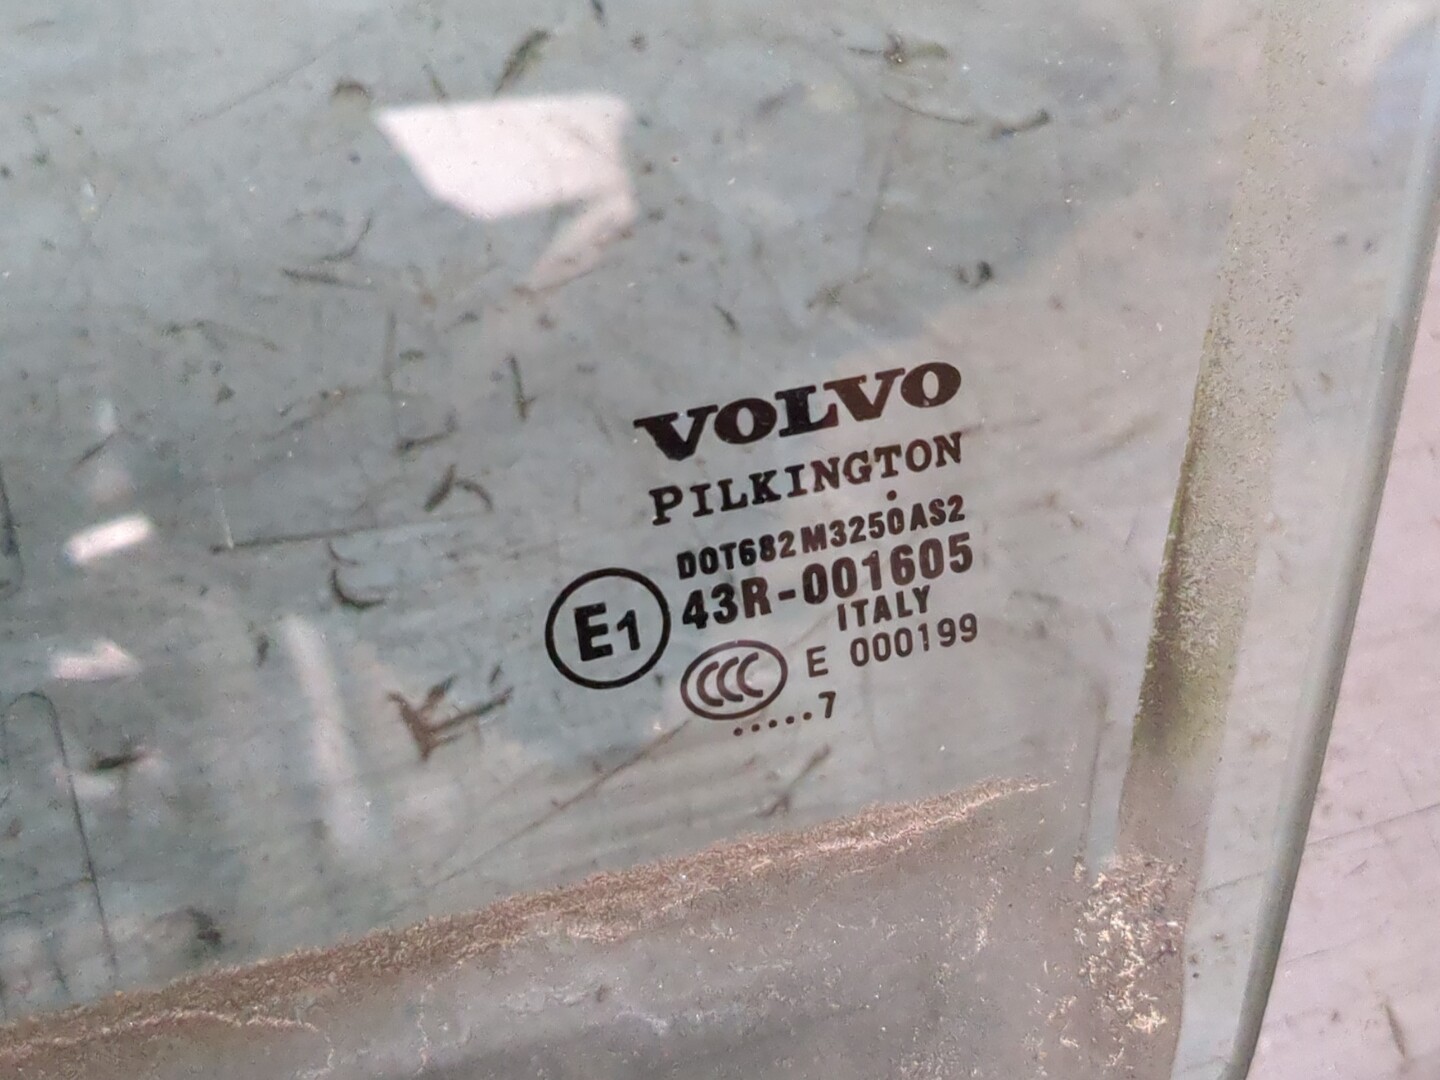 VOLVO
PILKINGTON
DOT682M3250AS2
E1 43R-001605
ITALY
CCC E 000199
.....7